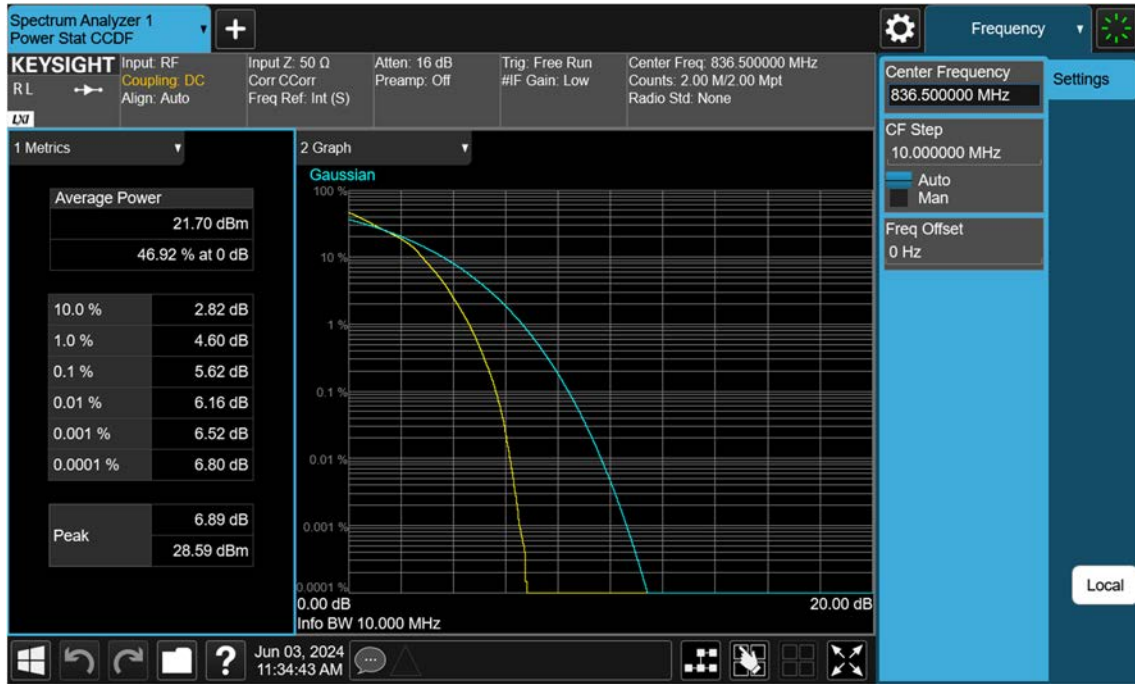 Spectrum Analyzer 1
Power Stat CCDF
+
Frequency
KEYSIGHT
RL
LXI
Input: RF
Coupling: DC
Align: Auto
Input Z: 50 Ω
Corr CCorr
Freq Ref: Int (S)
Atten: 16 dB
Preamp: Off
Trig: Free Run
#IF Gain: Low
Center Freq: 836.500000 MHz
Counts: 2.00 M/2.00 Mpt
Radio Std: None
Center Frequency
836.500000 MHz
Settings
CF Step
10.000000 MHz
Auto
Man
Freq Offset
0 Hz
Local
1 Metrics
Average Power
21.70 dBm
46.92 % at 0 dB
10.0 % 2.82 dB
1.0 % 4.60 dB
0.1 % 5.62 dB
0.01 % 6.16 dB
0.001 % 6.52 dB
0.0001 % 6.80 dB
Peak 6.89 dB
28.59 dBm
2 Graph
Gaussian
100 %
10 %
1 %
0.1 %
0.01 %
0.001 %
0.0001 %
0.00 dB 20.00 dB
Info BW 10.000 MHz
?
Jun 03, 2024
11:34:43 AM